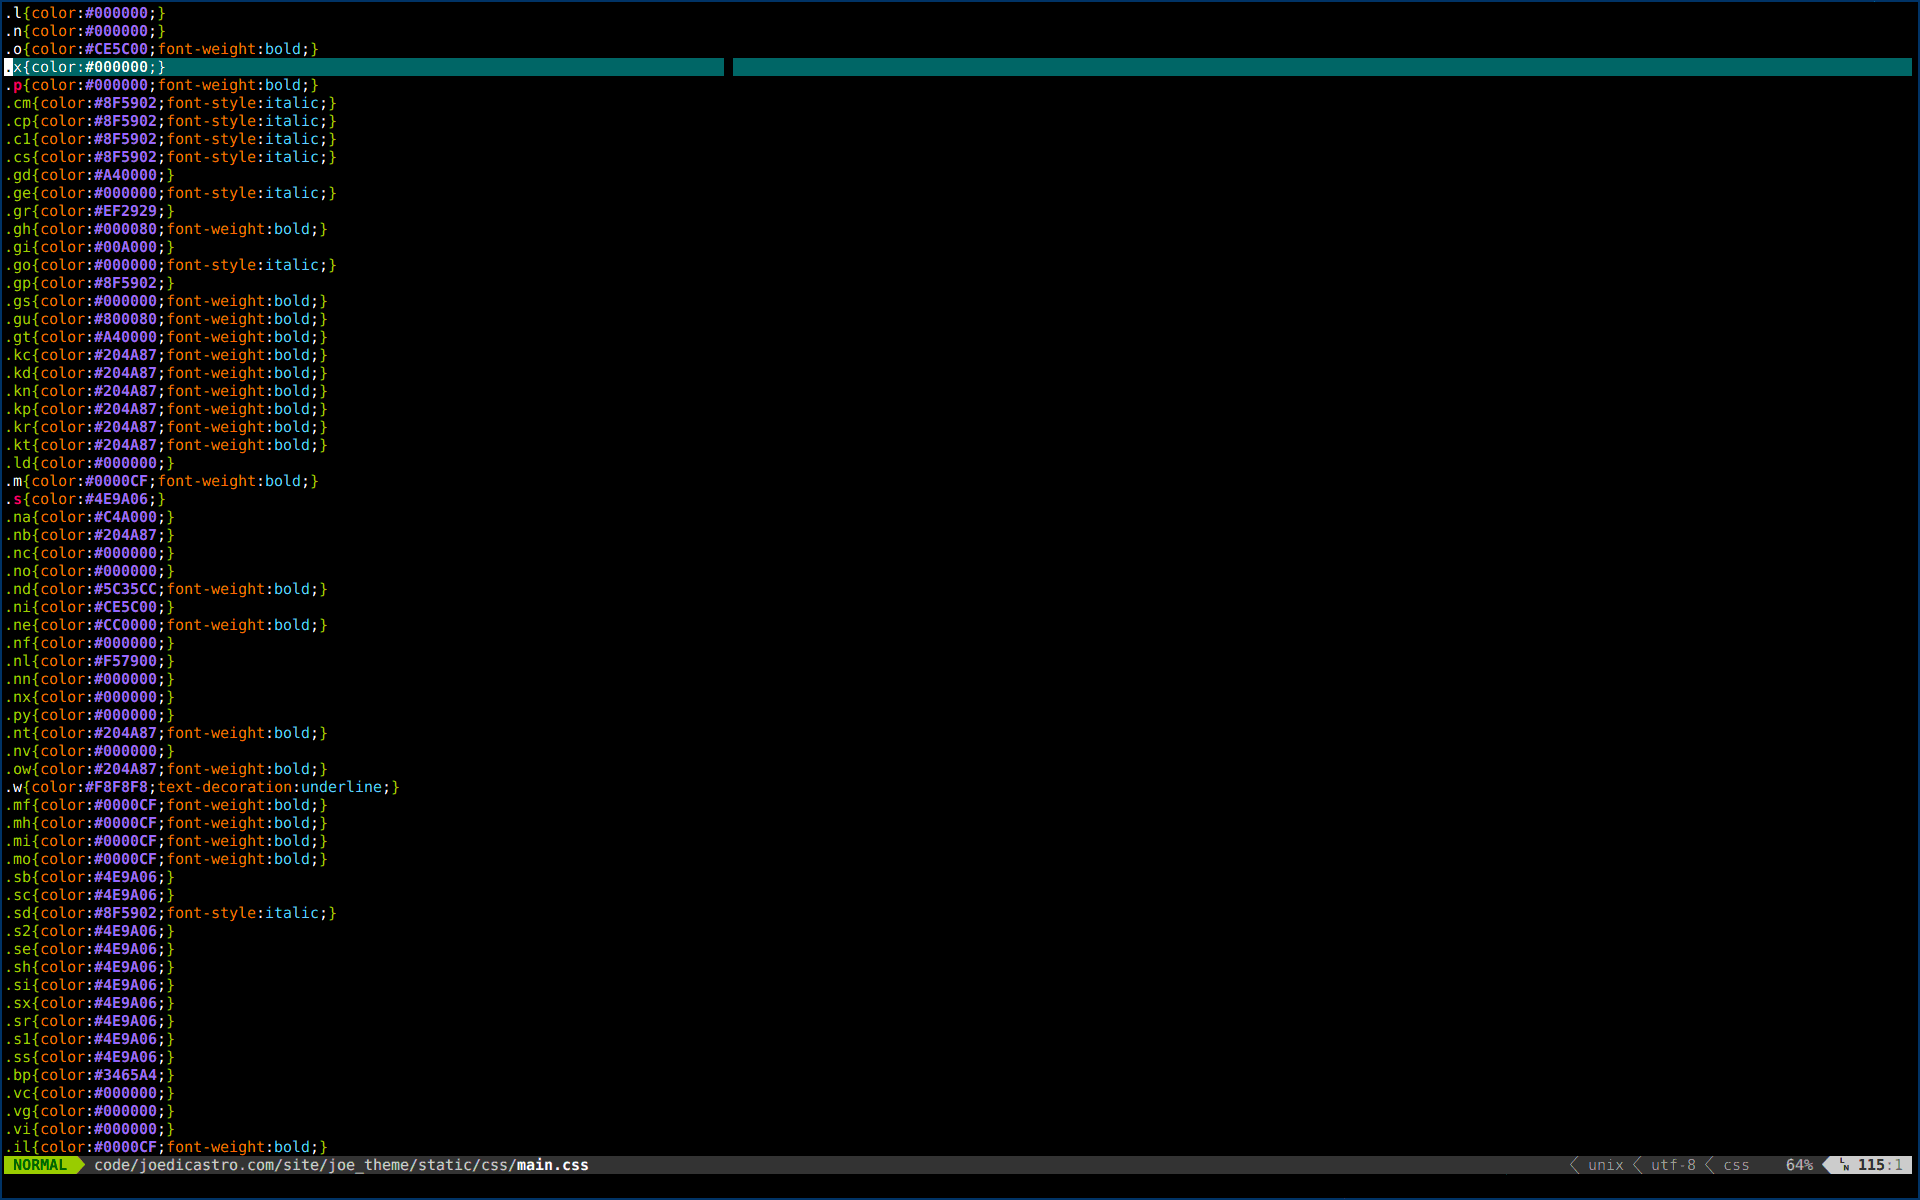 .l{color:#000000;}
.n{color:#000000;}
.o{color:#CE5C00;font-weight:bold;}
.x{color:#000000;}
.p{color:#000000;font-weight:bold;}
.cm{color:#8F5902;font-style:italic;}
.cp{color:#8F5902;font-style:italic;}
.c1{color:#8F5902;font-style:italic;}
.cs{color:#8F5902;font-style:italic;}
.gd{color:#A40000;}
.ge{color:#000000;font-style:italic;}
.gr{color:#EF2929;}
.gh{color:#000080;font-weight:bold;}
.gi{color:#00A000;}
.go{color:#000000;font-style:italic;}
.gp{color:#8F5902;}
.gs{color:#000000;font-weight:bold;}
.gu{color:#800080;font-weight:bold;}
.gt{color:#A40000;font-weight:bold;}
.kc{color:#204A87;font-weight:bold;}
.kd{color:#204A87;font-weight:bold;}
.kn{color:#204A87;font-weight:bold;}
.kp{color:#204A87;font-weight:bold;}
.kr{color:#204A87;font-weight:bold;}
.kt{color:#204A87;font-weight:bold;}
.ld{color:#000000;}
.m{color:#0000CF;font-weight:bold;}
.s{color:#4E9A06;}
.na{color:#C4A000;}
.nb{color:#204A87;}
.nc{color:#000000;}
.no{color:#000000;}
.nd{color:#5C35CC;font-weight:bold;}
.ni{color:#CE5C00;}
.ne{color:#CC0000;font-weight:bold;}
.nf{color:#000000;}
.nl{color:#F57900;}
.nn{color:#000000;}
.nx{color:#000000;}
.py{color:#000000;}
.nt{color:#204A87;font-weight:bold;}
.nv{color:#000000;}
.ow{color:#204A87;font-weight:bold;}
.w{color:#F8F8F8;text-decoration:underline;}
.mf{color:#0000CF;font-weight:bold;}
.mh{color:#0000CF;font-weight:bold;}
.mi{color:#0000CF;font-weight:bold;}
.mo{color:#0000CF;font-weight:bold;}
.sb{color:#4E9A06;}
.sc{color:#4E9A06;}
.sd{color:#8F5902;font-style:italic;}
.s2{color:#4E9A06;}
.se{color:#4E9A06;}
.sh{color:#4E9A06;}
.si{color:#4E9A06;}
.sx{color:#4E9A06;}
.sr{color:#4E9A06;}
.s1{color:#4E9A06;}
.ss{color:#4E9A06;}
.bp{color:#3465A4;}
.vc{color:#000000;}
.vg{color:#000000;}
.vi{color:#000000;}
.il{color:#0000CF;font-weight:bold;}
NORMAL code/joedicastro.com/site/joe_theme/static/css/main.css unix utf-8 css 64% LN 115:1